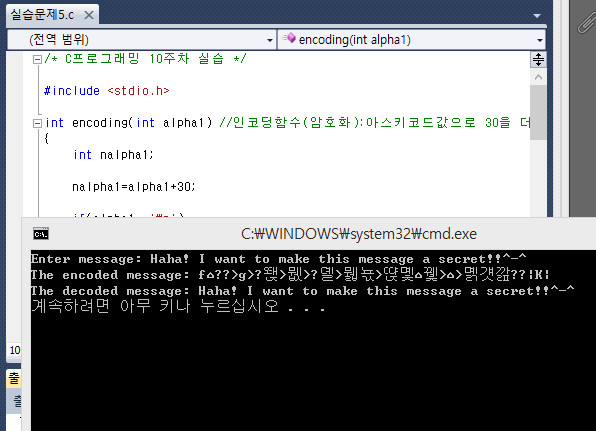 실습문제5.c
(전역 범위)
encoding(int alpha1)
/* C프로그래밍 10주차 실습 */
#include <stdio.h>
int encoding(int alpha1) //인코딩함수(암호화):아스키코드값으로 30을 더
{
int nalpha1;
nalpha1=alpha1+30;
C:₩WINDOWS₩system32₩cmd.exe
Enter message: Haha! I want to make this message a secret!!^-^
The encoded message:
The decoded message: Haha! I want to make this message a secret!!^-^
계속하려면 아무 키나 누르십시오 . . .
10
출
출